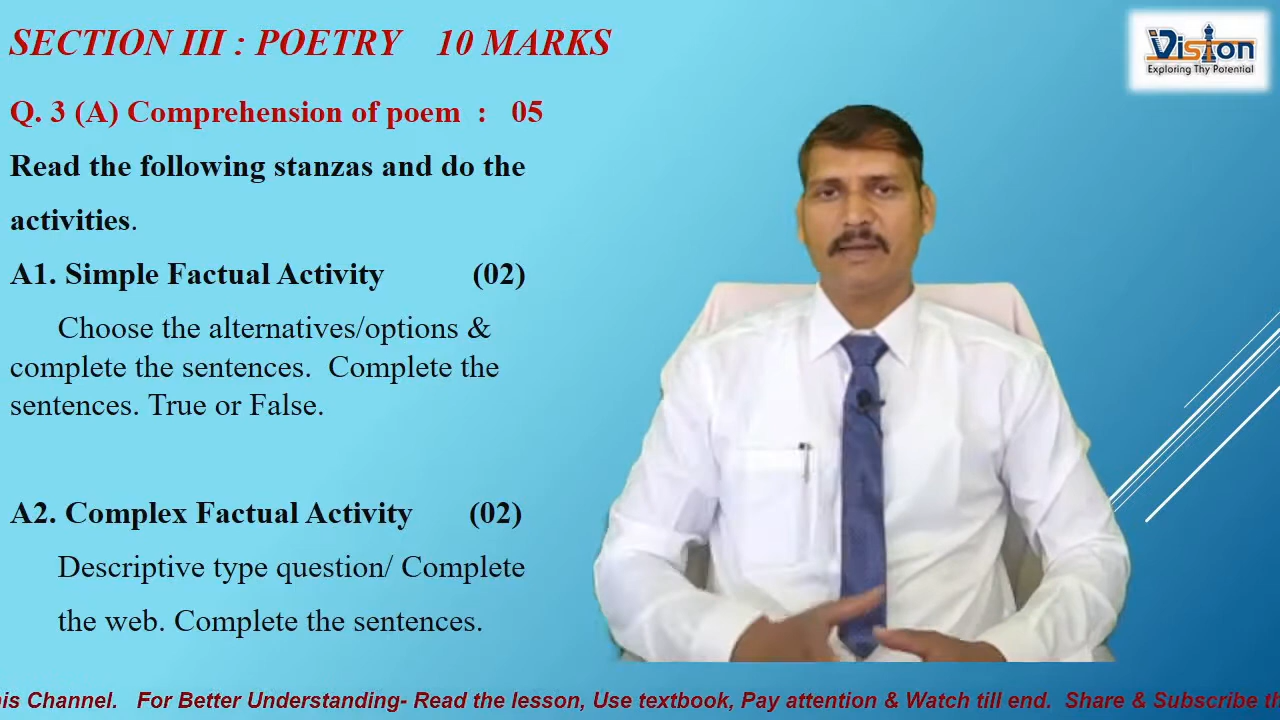 SECTION III : POETRY 10 MARKS
Vision
Exploring Thy Potential
Q. 3 (A) Comprehension of poem : 05
Read the following stanzas and do the
activities.
A1. Simple Factual Activity (02)
Choose the alternatives/options &
complete the sentences. Complete the
sentences. True or False.
A2. Complex Factual Activity (02)
Descriptive type question/ Complete
the web. Complete the sentences.
Channel. For Better Understanding- Read the lesson, Use textbook, Pay attention & Watch till end. Share & Subscribe